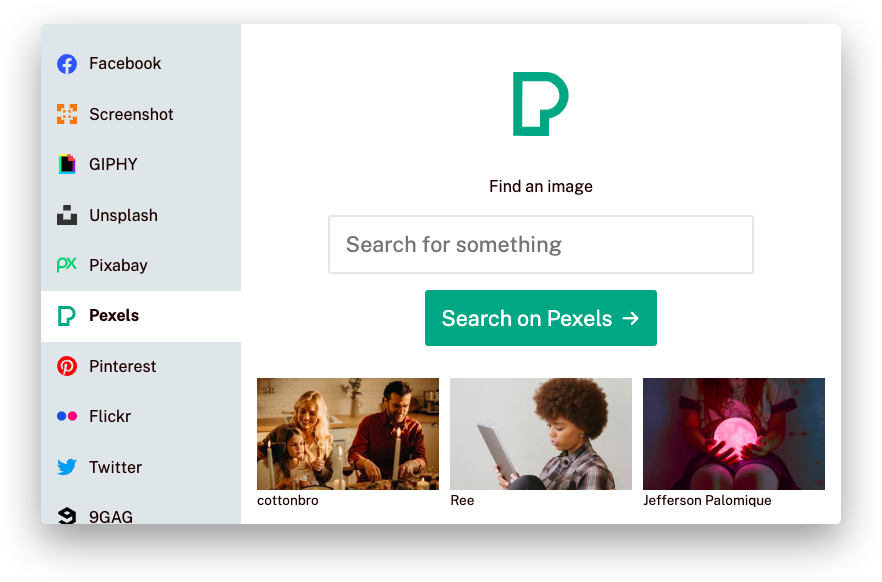 Facebook
Screenshot
GIPHY
Unsplash
Pixabay
Pexels
Pinterest
Flickr
Twitter
9GAG
Find an image
Search for something
Search on Pexels →
cottonbro
Ree
Jefferson Palomique